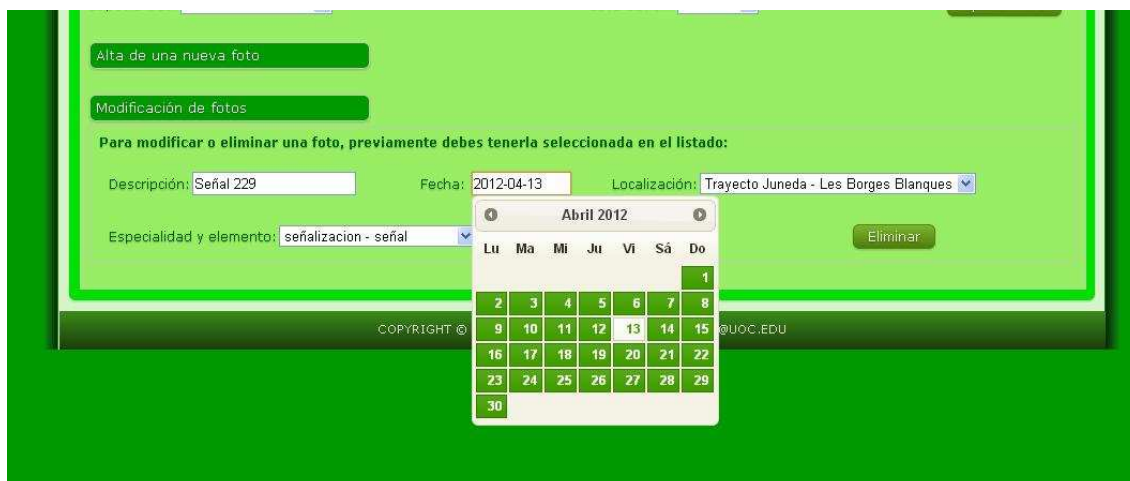 Alta de una nueva foto
Modificación de fotos
Para modificar o eliminar una foto, previamente debes tenerla seleccionada en el listado:
Descripción: Señal 229 Fecha: 2012-04-13 Localización: Trayecto Juneda - Les Borges Blanques
Abril 2012
Especialidad y elemento: señalizacion - señal Eliminar
Lu Ma Mi Ju Vi Sá Do
1
2 3 4 5 6 7 8
COPYRIGHT © @UOC.EDU
9 10 11 12 13 14 15
16 17 18 19 20 21 22
23 24 25 26 27 28 29
30